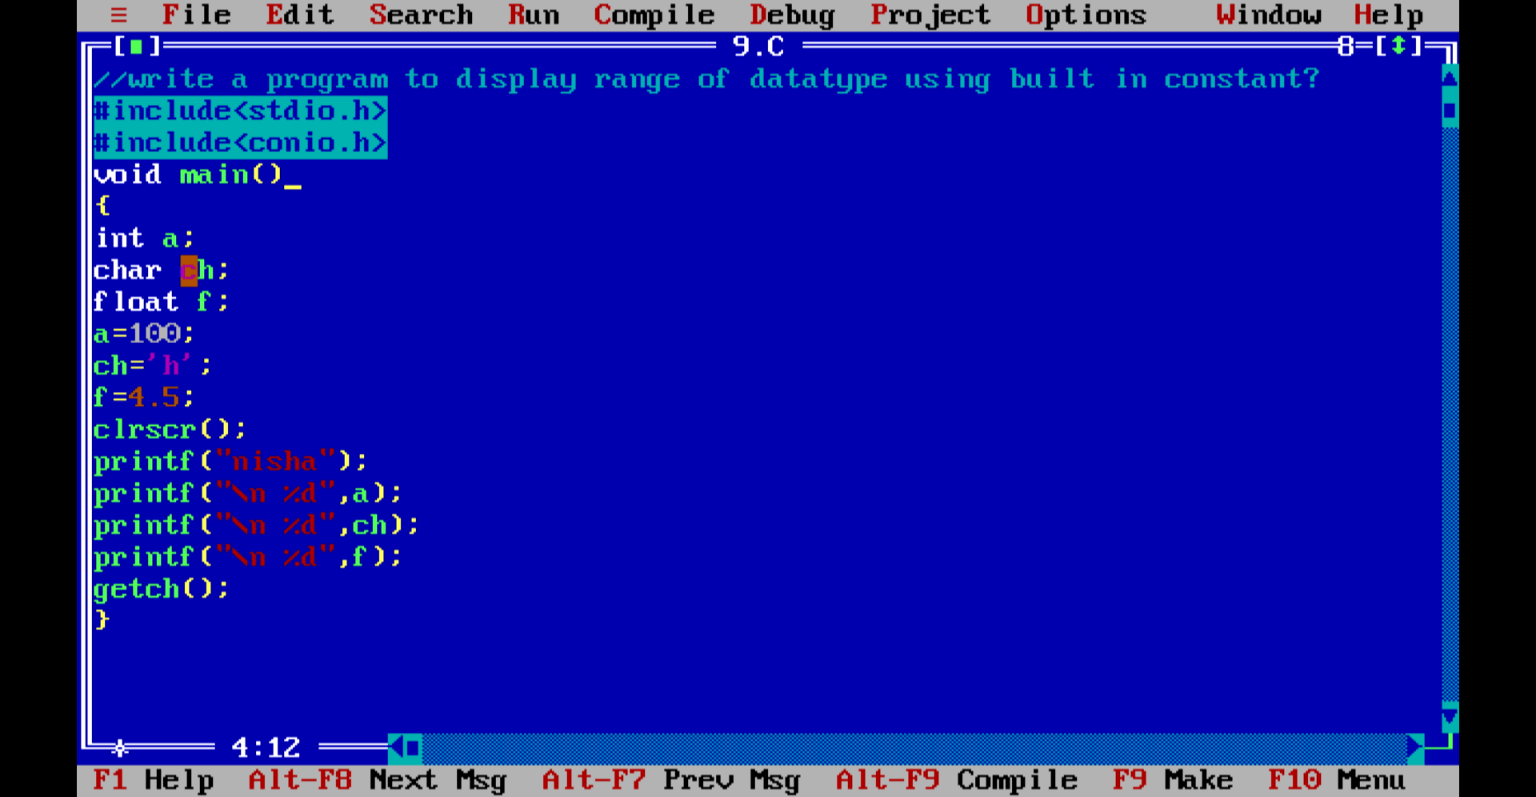 ≡ File Edit Search Run Compile Debug Project Options Window Help
[■] 9.C 8=[↕]
//write a program to display range of datatype using built in constant?
#include<stdio.h>
#include<conio.h>
void main()_
{
int a;
char ch;
float f;
a=100;
ch='h';
f=4.5;
clrscr();
printf("nisha");
printf("\n %d",a);
printf("\n %d",ch);
printf("\n %d",f);
getch();
}
4:12
F1 Help Alt-F8 Next Msg Alt-F7 Prev Msg Alt-F9 Compile F9 Make F10 Menu